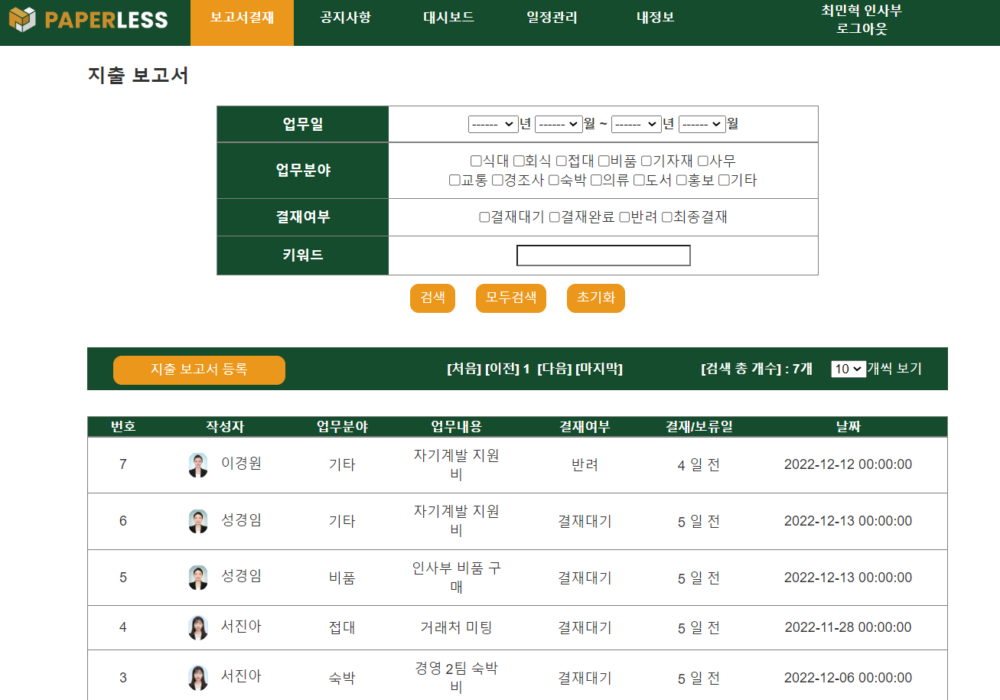 PAPERLESS 보고서결재 공지사항 대시보드 일정관리 내정보 최민혁 인사부
로그아웃
지출 보고서
업무일 ------ 년 ------ 월 ~ ------ 년 ------ 월
업무분야 식대 회식 접대 비품 기자재 사무
교통 경조사 숙박 의류 도서 홍보 기타
결재여부 결재대기 결재완료 반려 최종결재
키워드
검색 모두검색 초기화
지출 보고서 등록 [처음] [이전] 1 [다음] [마지막] [검색 총 개수] : 7개 10 개씩 보기
번호 작성자 업무분야 업무내용 결재여부 결재/보류일 날짜
7 이경원 기타 자기계발 지원
비 반려 4 일 전 2022-12-12 00:00:00
6 성경임 기타 자기계발 지원
비 결재대기 5 일 전 2022-12-13 00:00:00
5 성경임 비품 인사부 비품 구
매 결재대기 5 일 전 2022-12-13 00:00:00
4 서진아 접대 거래처 미팅 결재대기 5 일 전 2022-11-28 00:00:00
3 서진아 숙박 경영 2팀 숙박
비 결재대기 5 일 전 2022-12-06 00:00:00